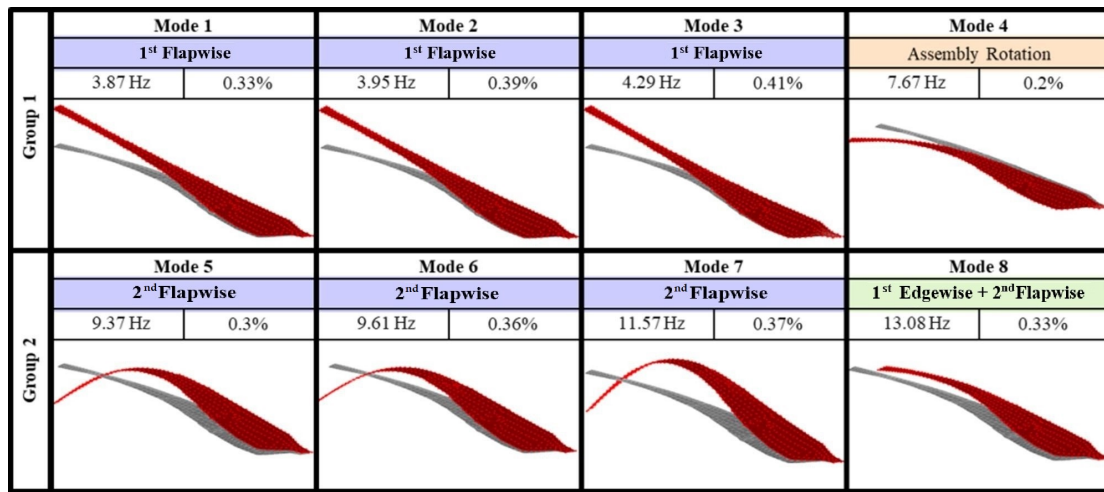 Group 1
Mode 1 Mode 2 Mode 3 Mode 4
1st Flapwise 1st Flapwise 1st Flapwise Assembly Rotation
3.87 Hz 0.33% 3.95 Hz 0.39% 4.29 Hz 0.41% 7.67 Hz 0.2%
Group 2
Mode 5 Mode 6 Mode 7 Mode 8
2nd Flapwise 2nd Flapwise 2nd Flapwise 1st Edgewise + 2nd Flapwise
9.37 Hz 0.3% 9.61 Hz 0.36% 11.57 Hz 0.37% 13.08 Hz 0.33%